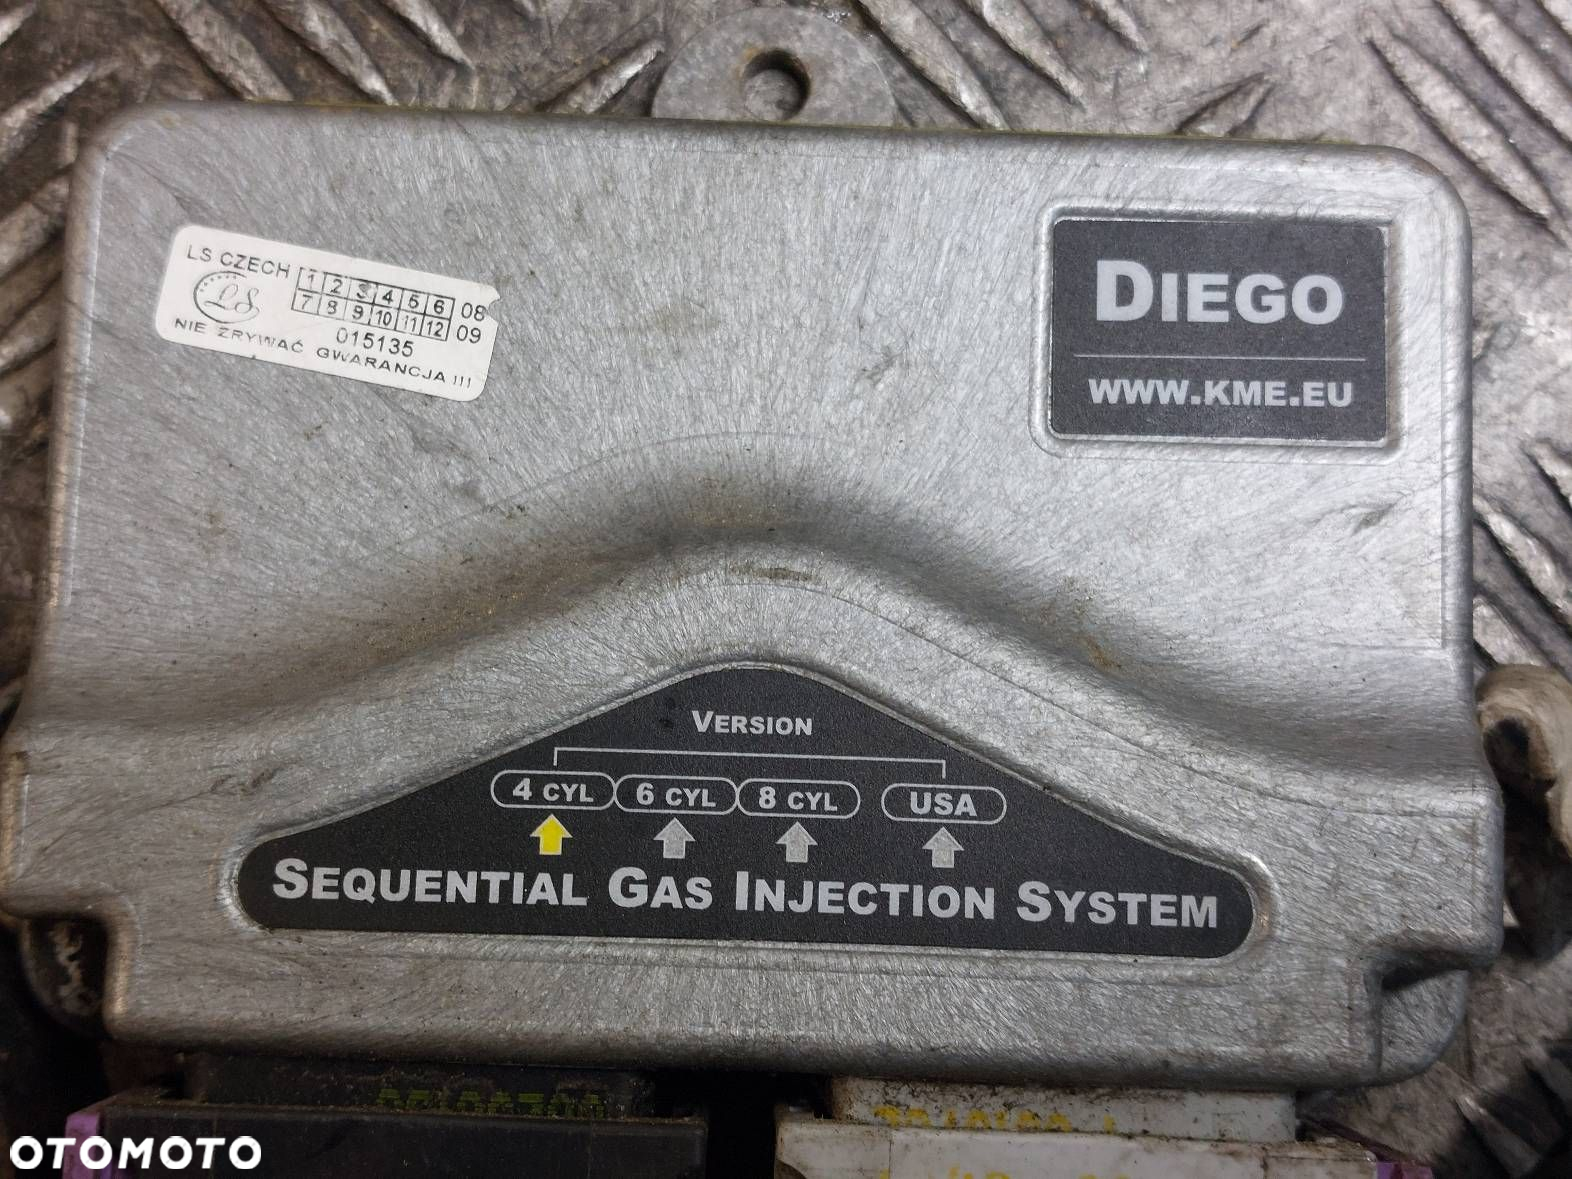 LS CZECH 1 2 3 4 5 6 08
LS 7 8 9 10 11 12 09
015135
NIE ZRYWAĆ GWARANCJA !!!
DIEGO
WWW.KME.EU
VERSION
4 CYL 6 CYL 8 CYL USA
SEQUENTIAL GAS INJECTION SYSTEM
OTOMOTO